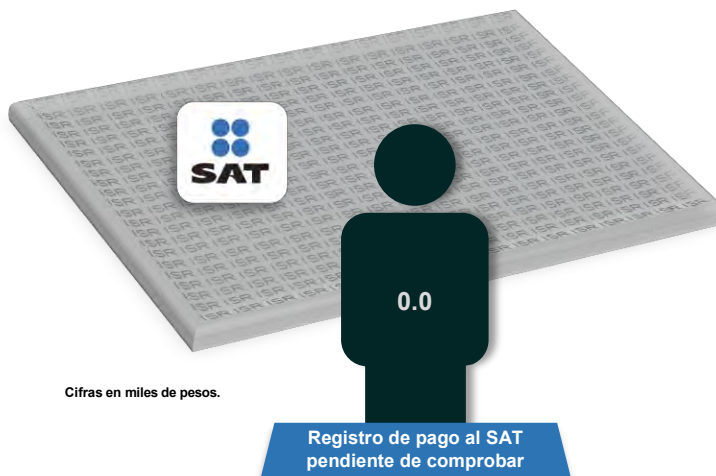 SAT
0.0
Cifras en miles de pesos.
Registro de pago al SAT
pendiente de comprobar